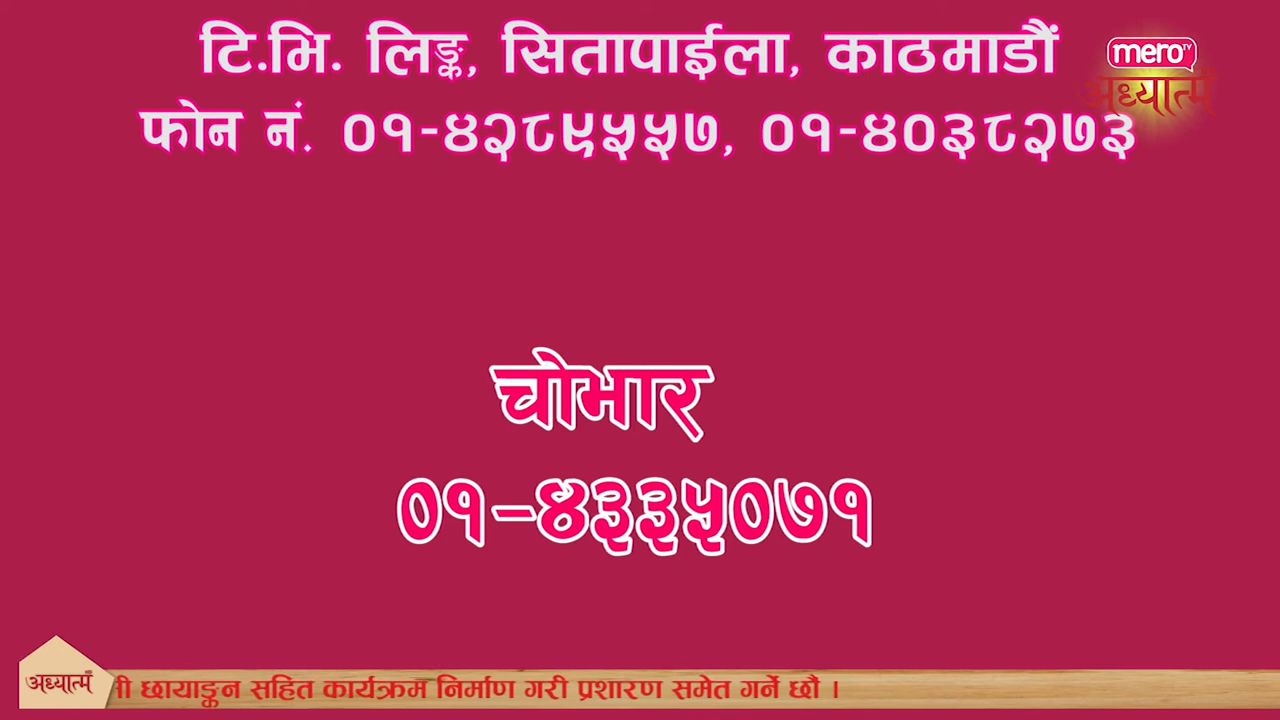 टि.भि. लिङ्क, सितापाईला, काठमाडौं
mero TV
अध्यात्म
फोन नं. ०१-४२८९५५७, ०१-४०३८२७३
चोभार
०१-४३३५०७१
अध्यात्म
छायाङ्कन सहित कार्यक्रम निर्माण गरी प्रशारण समेत गर्ने छौ ।